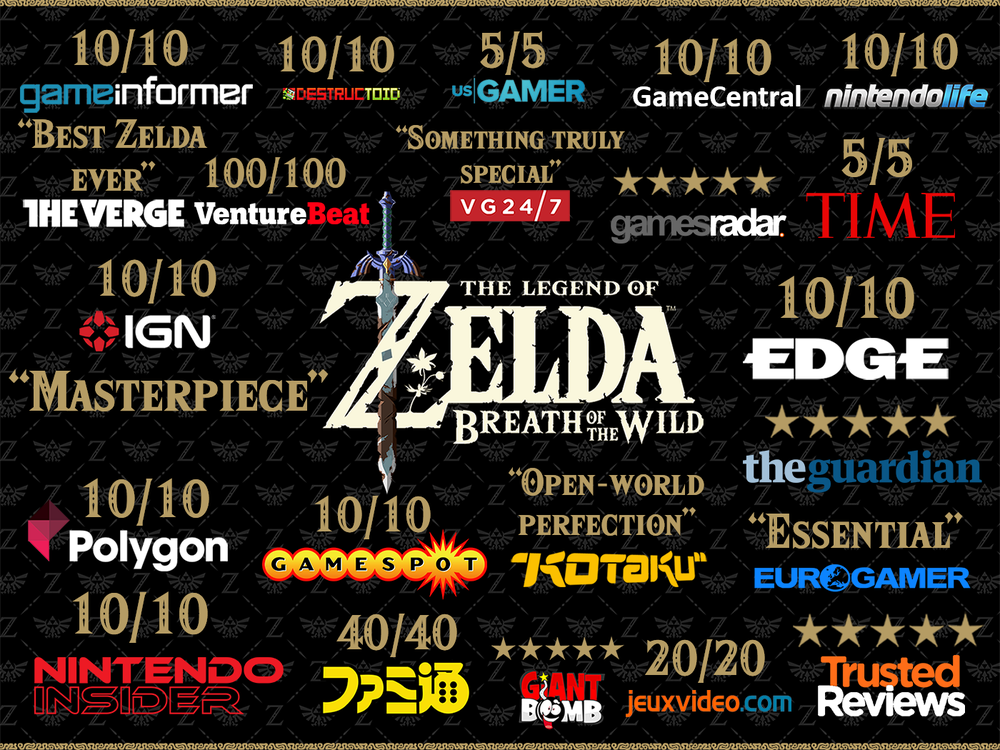 10/10
gameinformer
10/10
DESTRUCTOID
5/5
US|GAMER
10/10
GameCentral
10/10
nintendolife
“Best Zelda
ever”
THE VERGE
100/100
VentureBeat
“Something truly
special”
VG24/7
★★★★★
gamesradar.
5/5
TIME
10/10
IGN
“Masterpiece”
THE LEGEND OF
ZELDA™
BREATH OF THE WILD
10/10
EDGE
★★★★★
theguardian
10/10
Polygon
10/10
GAMESPOT
“Open-world
perfection”
"KOTAKU"
“Essential”
EUROGAMER
10/10
NINTENDO
INSIDER
40/40
ファミ通
★★★★★
GIANT
BOMB
20/20
jeuxvideo.com
★★★★★
Trusted
Reviews